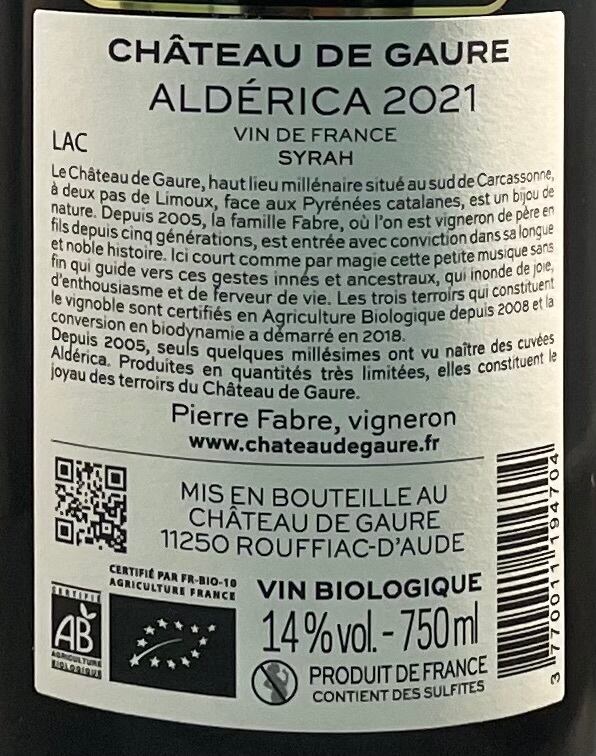 CHÂTEAU DE GAURE
ALDÉRICA 2021
VIN DE FRANCE
LAC
SYRAH
Le Château de Gaure, haut lieu millénaire situé au sud de Carcassonne,
à deux pas de Limoux, face aux Pyrénées catalanes, est un bijou de
nature. Depuis 2005, la famille Fabre, où l'on est vigneron de père en
fils depuis cinq générations, est entrée avec conviction dans sa longue
et noble histoire. Ici court comme par magie cette petite musique sans
fin qui guide vers ces gestes innés et ancestraux, qui inonde de joie,
d'enthousiasme et de ferveur de vie. Les trois terroirs qui constituent
le vignoble sont certifiés en Agriculture Biologique depuis 2008 et la
conversion en biodynamie a démarré en 2018.
Depuis 2005, seuls quelques millésimes ont vu naître des cuvées
Aldérica. Produites en quantités très limitées, elles constituent le
joyau des terroirs du Château de Gaure.
Pierre Fabre, vigneron
www.chateaudegaure.fr
MIS EN BOUTEILLE AU
CHÂTEAU DE GAURE
11250 ROUFFIAC-D'AUDE
CERTIFIÉ PAR FR-BIO-10
AGRICULTURE FRANCE
VIN BIOLOGIQUE
CERTIFIÉ
AB
AGRICULTURE
BIOLOGIQUE
14%vol. - 750ml
PRODUIT DE FRANCE
CONTIENT DES SULFITES
3 770011 194704